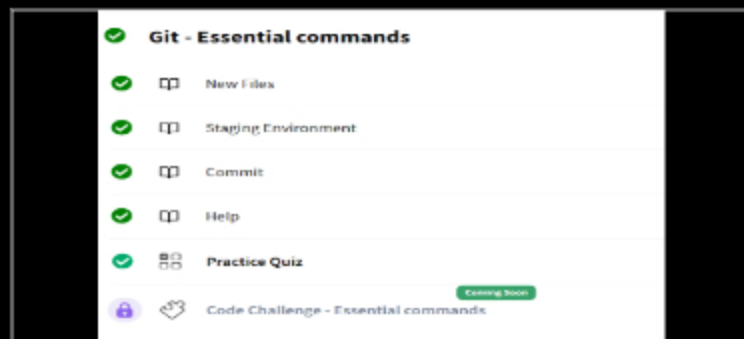 Git - Essential commands
New Files
Staging Environment
Commit
Help
Practice Quiz
Coming Soon
Code Challenge - Essential commands